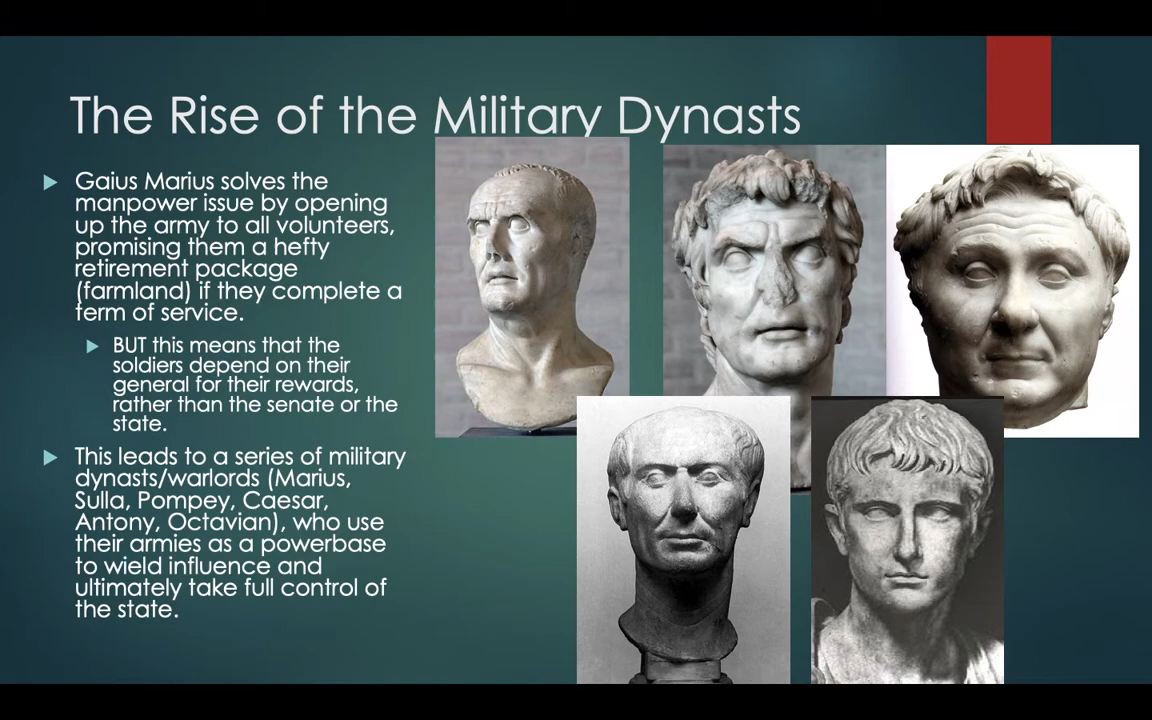 The Rise of the Military Dynasts
Gaius Marius solves the
manpower issue by opening
up the army to all volunteers,
promising them a hefty
retirement package
(farmland) if they complete a
term of service.
BUT this means that the
soldiers depend on their
general for their rewards,
rather than the senate or the
state.
This leads to a series of military
dynasts/warlords (Marius,
Sulla, Pompey, Caesar,
Antony, Octavian), who use
their armies as a powerbase
to wield influence and
ultimately take full control of
the state.